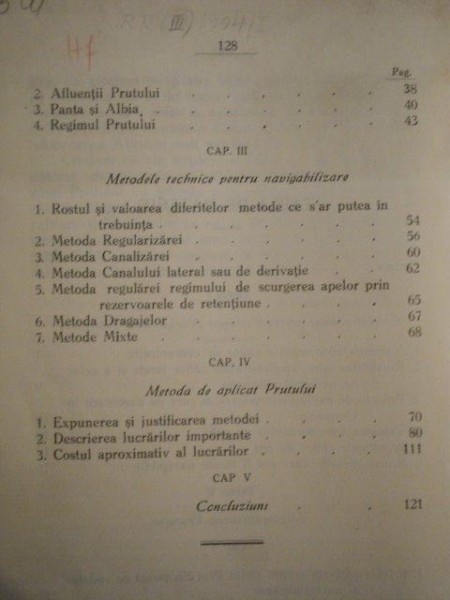 128
Pag.
2. Afluenții Prutului . . . . . . 38
3. Panta și Albia . . . . . . 40
4. Regimul Prutului . . . . . . 43
CAP. III
Metodele technice pentru navigabilizare
1. Rostul și valoarea diferitelor metode ce s'ar putea în
trebuința . . . . . . 54
2. Metoda Regularizărei . . . . . 56
3. Metoda Canalizărei . . . . . 60
4. Metoda Canalului lateral sau de derivație . . 62
5. Metoda regulărei regimului de scurgerea apelor prin
rezervoarele de retențiune . . . . 65
6. Metoda Dragajelor . . . . . 67
7. Metode Mixte . . . . . . 68
CAP. IV
Metoda de aplicat Prutului
1. Expunerea și justificarea metodei . . . . 70
2. Descrierea lucrărilor importante . . . . 80
3. Costul aproximativ al lucrărilor . . . . 111
CAP V
Concluziuni . . 121